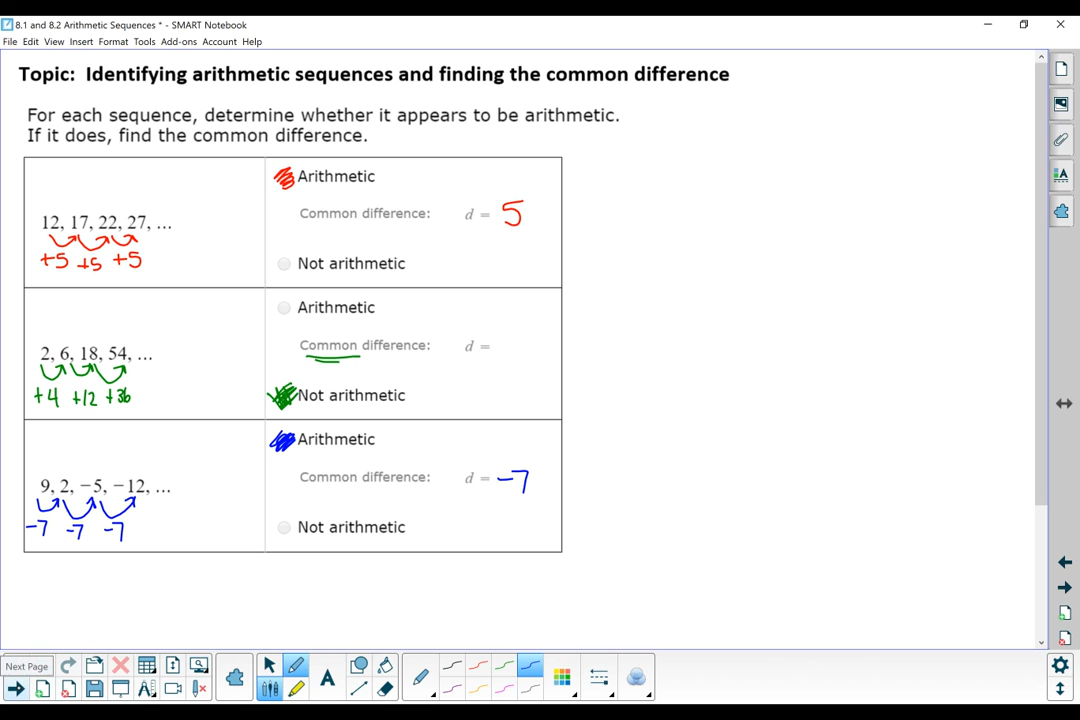 8.1 and 8.2 Arithmetic Sequences * - SMART Notebook
File Edit View Insert Format Tools Add-ons Account Help
Topic: Identifying arithmetic sequences and finding the common difference
For each sequence, determine whether it appears to be arithmetic.
If it does, find the common difference.
12, 17, 22, 27, ...
+5 +5 +5
Arithmetic
Common difference: d = 5
Not arithmetic
2, 6, 18, 54, ...
+4 +12 +36
Arithmetic
Common difference: d =
Not arithmetic
9, 2, −5, −12, ...
-7 -7 -7
Arithmetic
Common difference: d = -7
Not arithmetic
Next Page